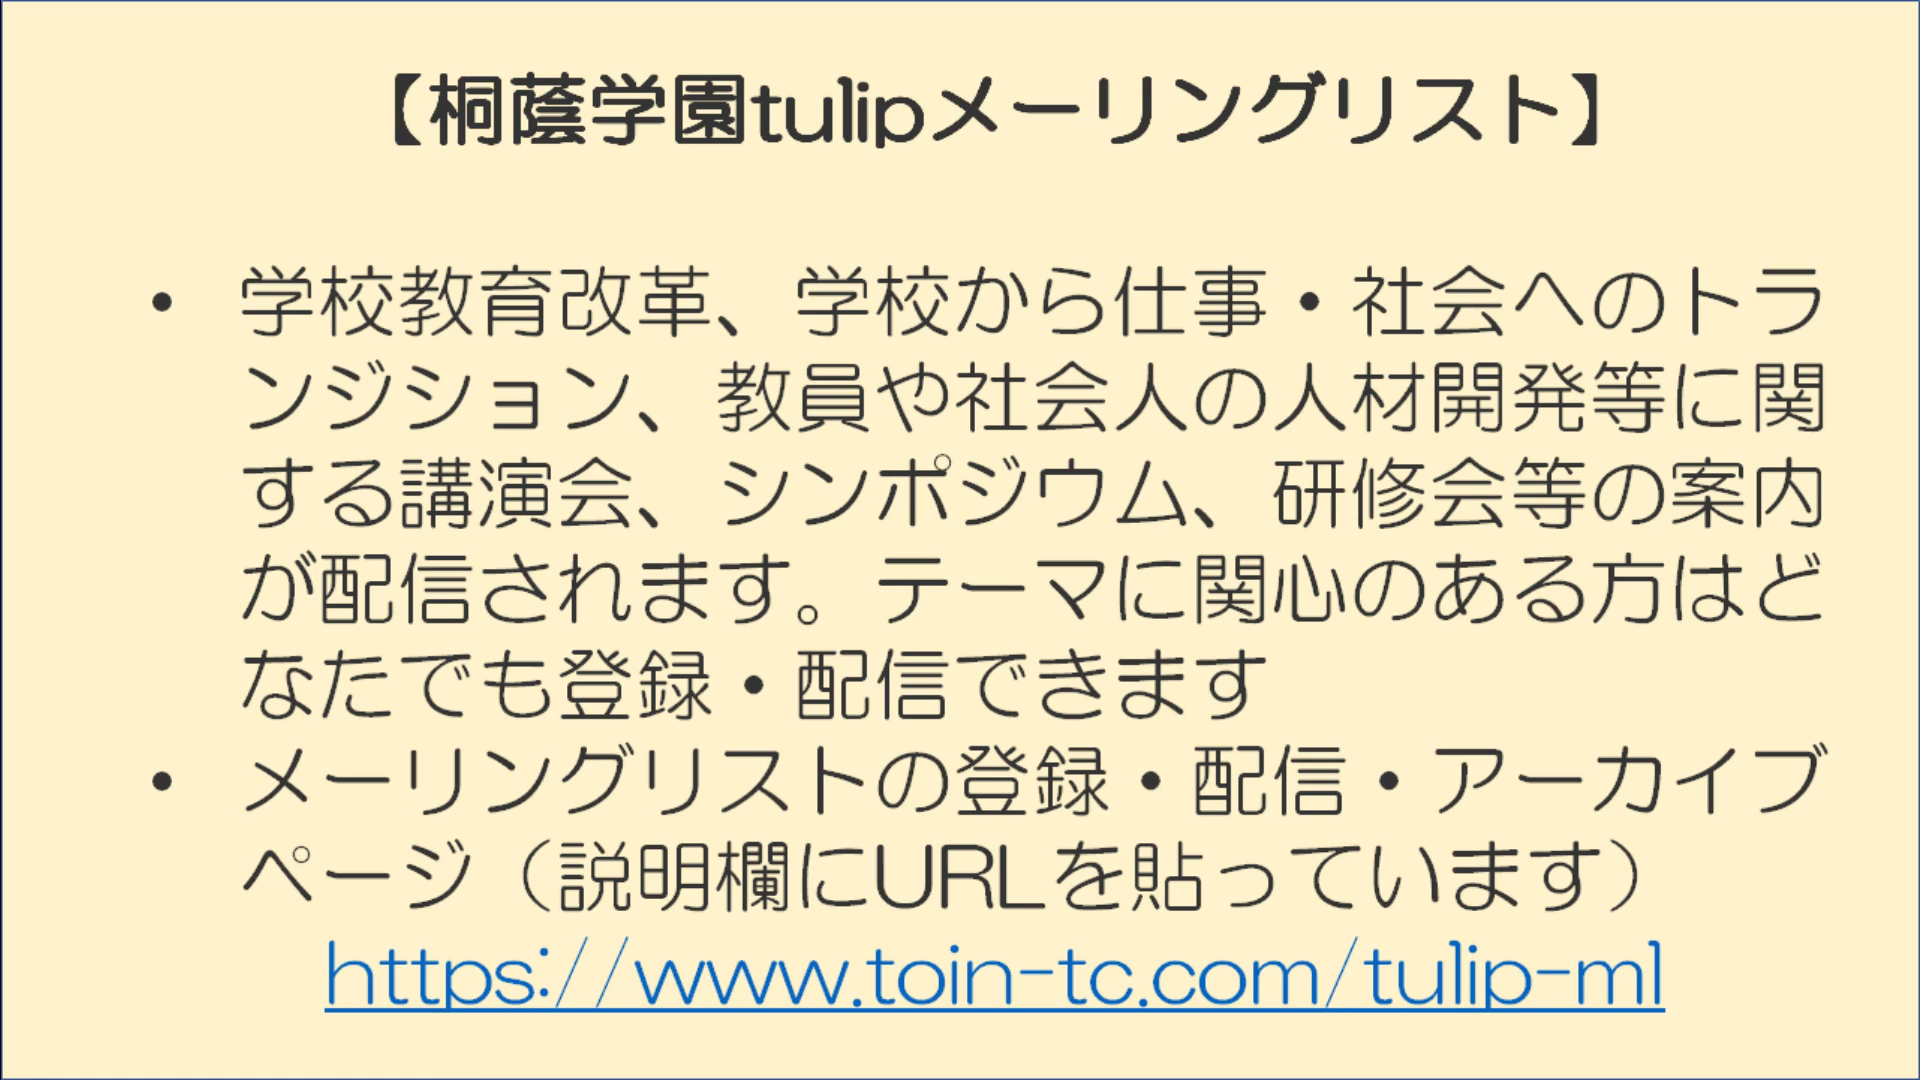 【桐蔭学園tulipメーリングリスト】
• 学校教育改革、学校から仕事・社会へのトラ
ンジション、教員や社会人の人材開発等に関
する講演会、シンポジウム、研修会等の案内
が配信されます。テーマに関心のある方はど
なたでも登録・配信できます
• メーリングリストの登録・配信・アーカイブ
ページ（説明欄にURLを貼っています）
https://www.toin-tc.com/tulip-ml